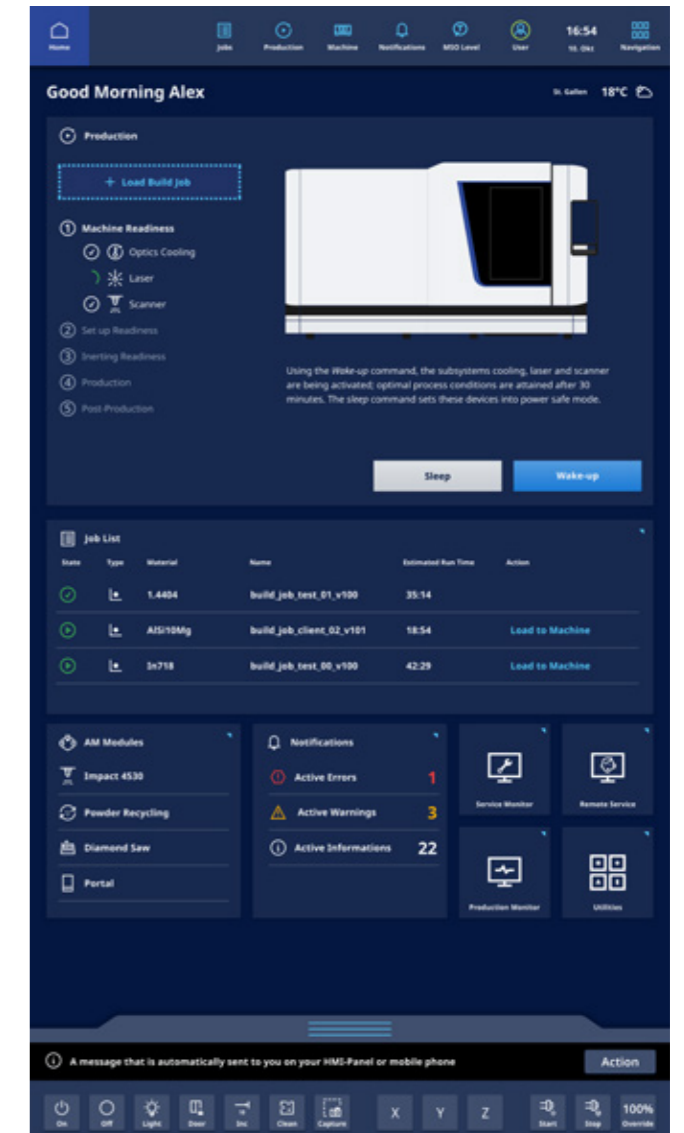 Home
Jobs
Production
Machine
Notifications
MSO Level
User
16:54
10. Okt
Navigation
Good Morning Alex
St. Gallen 18°C
Production
+ Load Build Job
1 Machine Readiness
Optics Cooling
Laser
Scanner
2 Set up Readiness
3 Inerting Readiness
4 Production
5 Post-Production
Using the Wake-up command, the subsystems cooling, laser and scanner
are being activated; optimal process conditions are attained after 30
minutes. The sleep command sets these devices into power safe mode.
Sleep
Wake-up
Job List
State Type Material Name Estimated Run Time Action
1.4404 build_job_test_01_v100 35:14
AlSi10Mg build_job_client_02_v101 18:54 Load to Machine
In718 build_job_test_00_v100 42:29 Load to Machine
AM Modules
Impact 4530
Powder Recycling
Diamond Saw
Portal
Notifications
Active Errors 1
Active Warnings 3
Active Informations 22
Service Monitor
Remote Service
Production Monitor
Utilities
A message that is automatically sent to you on your HMI-Panel or mobile phone
Action
On
Off
Light
Door
Inc
Clean
Capture
X
Y
Z
Start
Stop
100%
Override